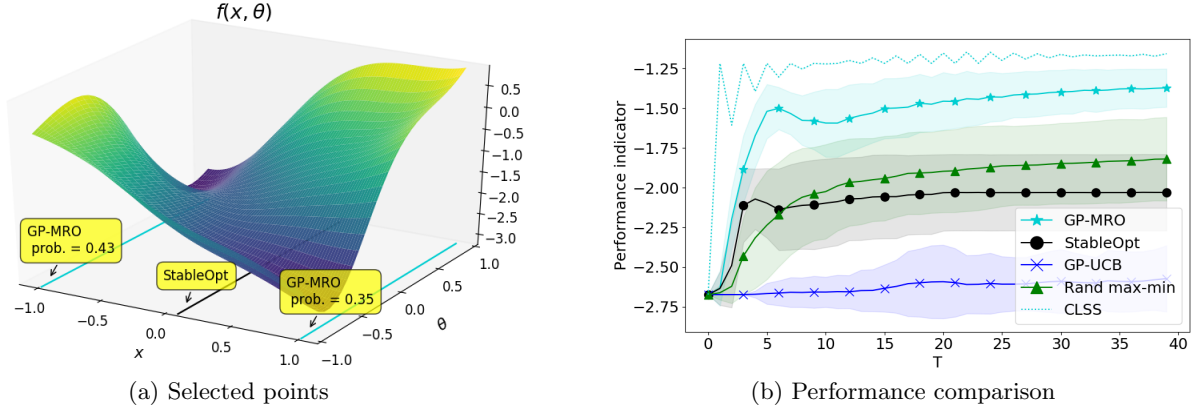 f(x, θ)
0.5
0.0
−0.5
−1.0
−1.5
−2.0
−2.5
−3.0
GP-MRO
prob. = 0.43
StableOpt
GP-MRO
prob. = 0.35
−1.0
−0.5
0.0
0.5
1.0
x
−1.0
−0.5
0.0
0.5
1.0
θ
(a) Selected points
Performance indicator
−1.25
−1.50
−1.75
−2.00
−2.25
−2.50
−2.75
GP-MRO
StableOpt
GP-UCB
Rand max-min
CLSS
0 5 10 15 20 25 30 35 40
T
(b) Performance comparison